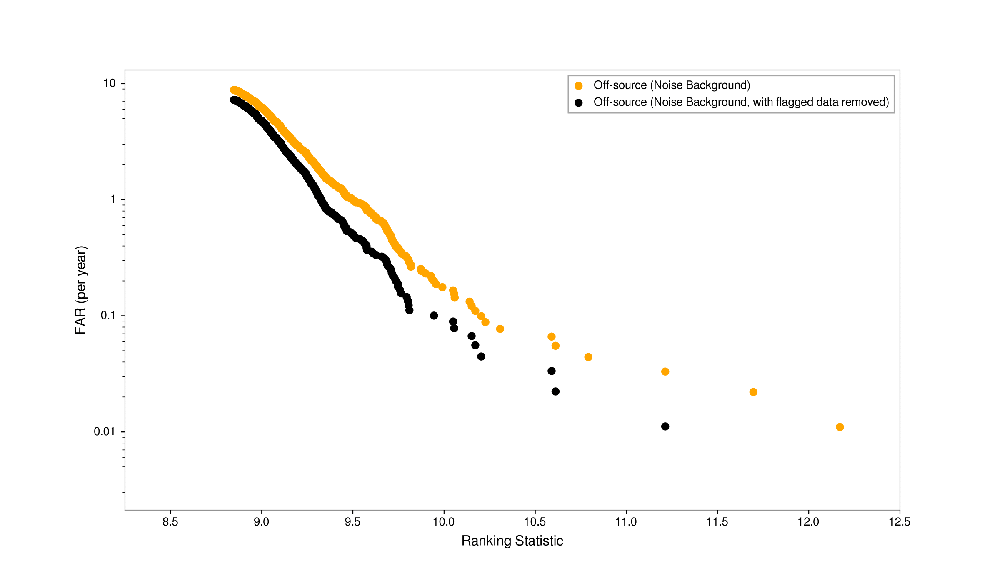 Off-source (Noise Background)
Off-source (Noise Background, with flagged data removed)
10
1
0.1
0.01
FAR (per year)
8.5 9.0 9.5 10.0 10.5 11.0 11.5 12.0 12.5
Ranking Statistic